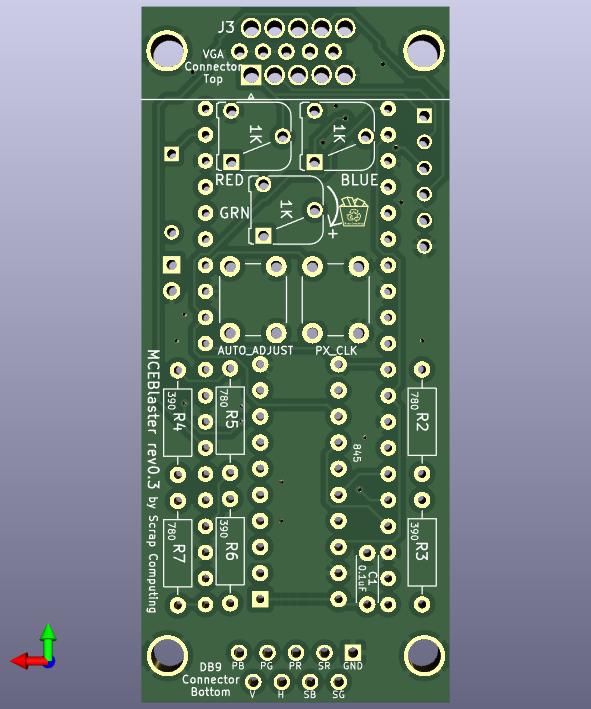 J3
VGA
Connector
Top
1K
1K
RED
BLUE
GRN
1K
+
AUTO_ADJUST
PX_CLK
MCEBlaster rev0.3 by Scrap Computing
390
R4
780
R5
780
R2
845
780
R7
390
R6
390
R3
C1
0.1uF
DB9
Connector
Bottom
PB PG PR SR GND
V H SB SG